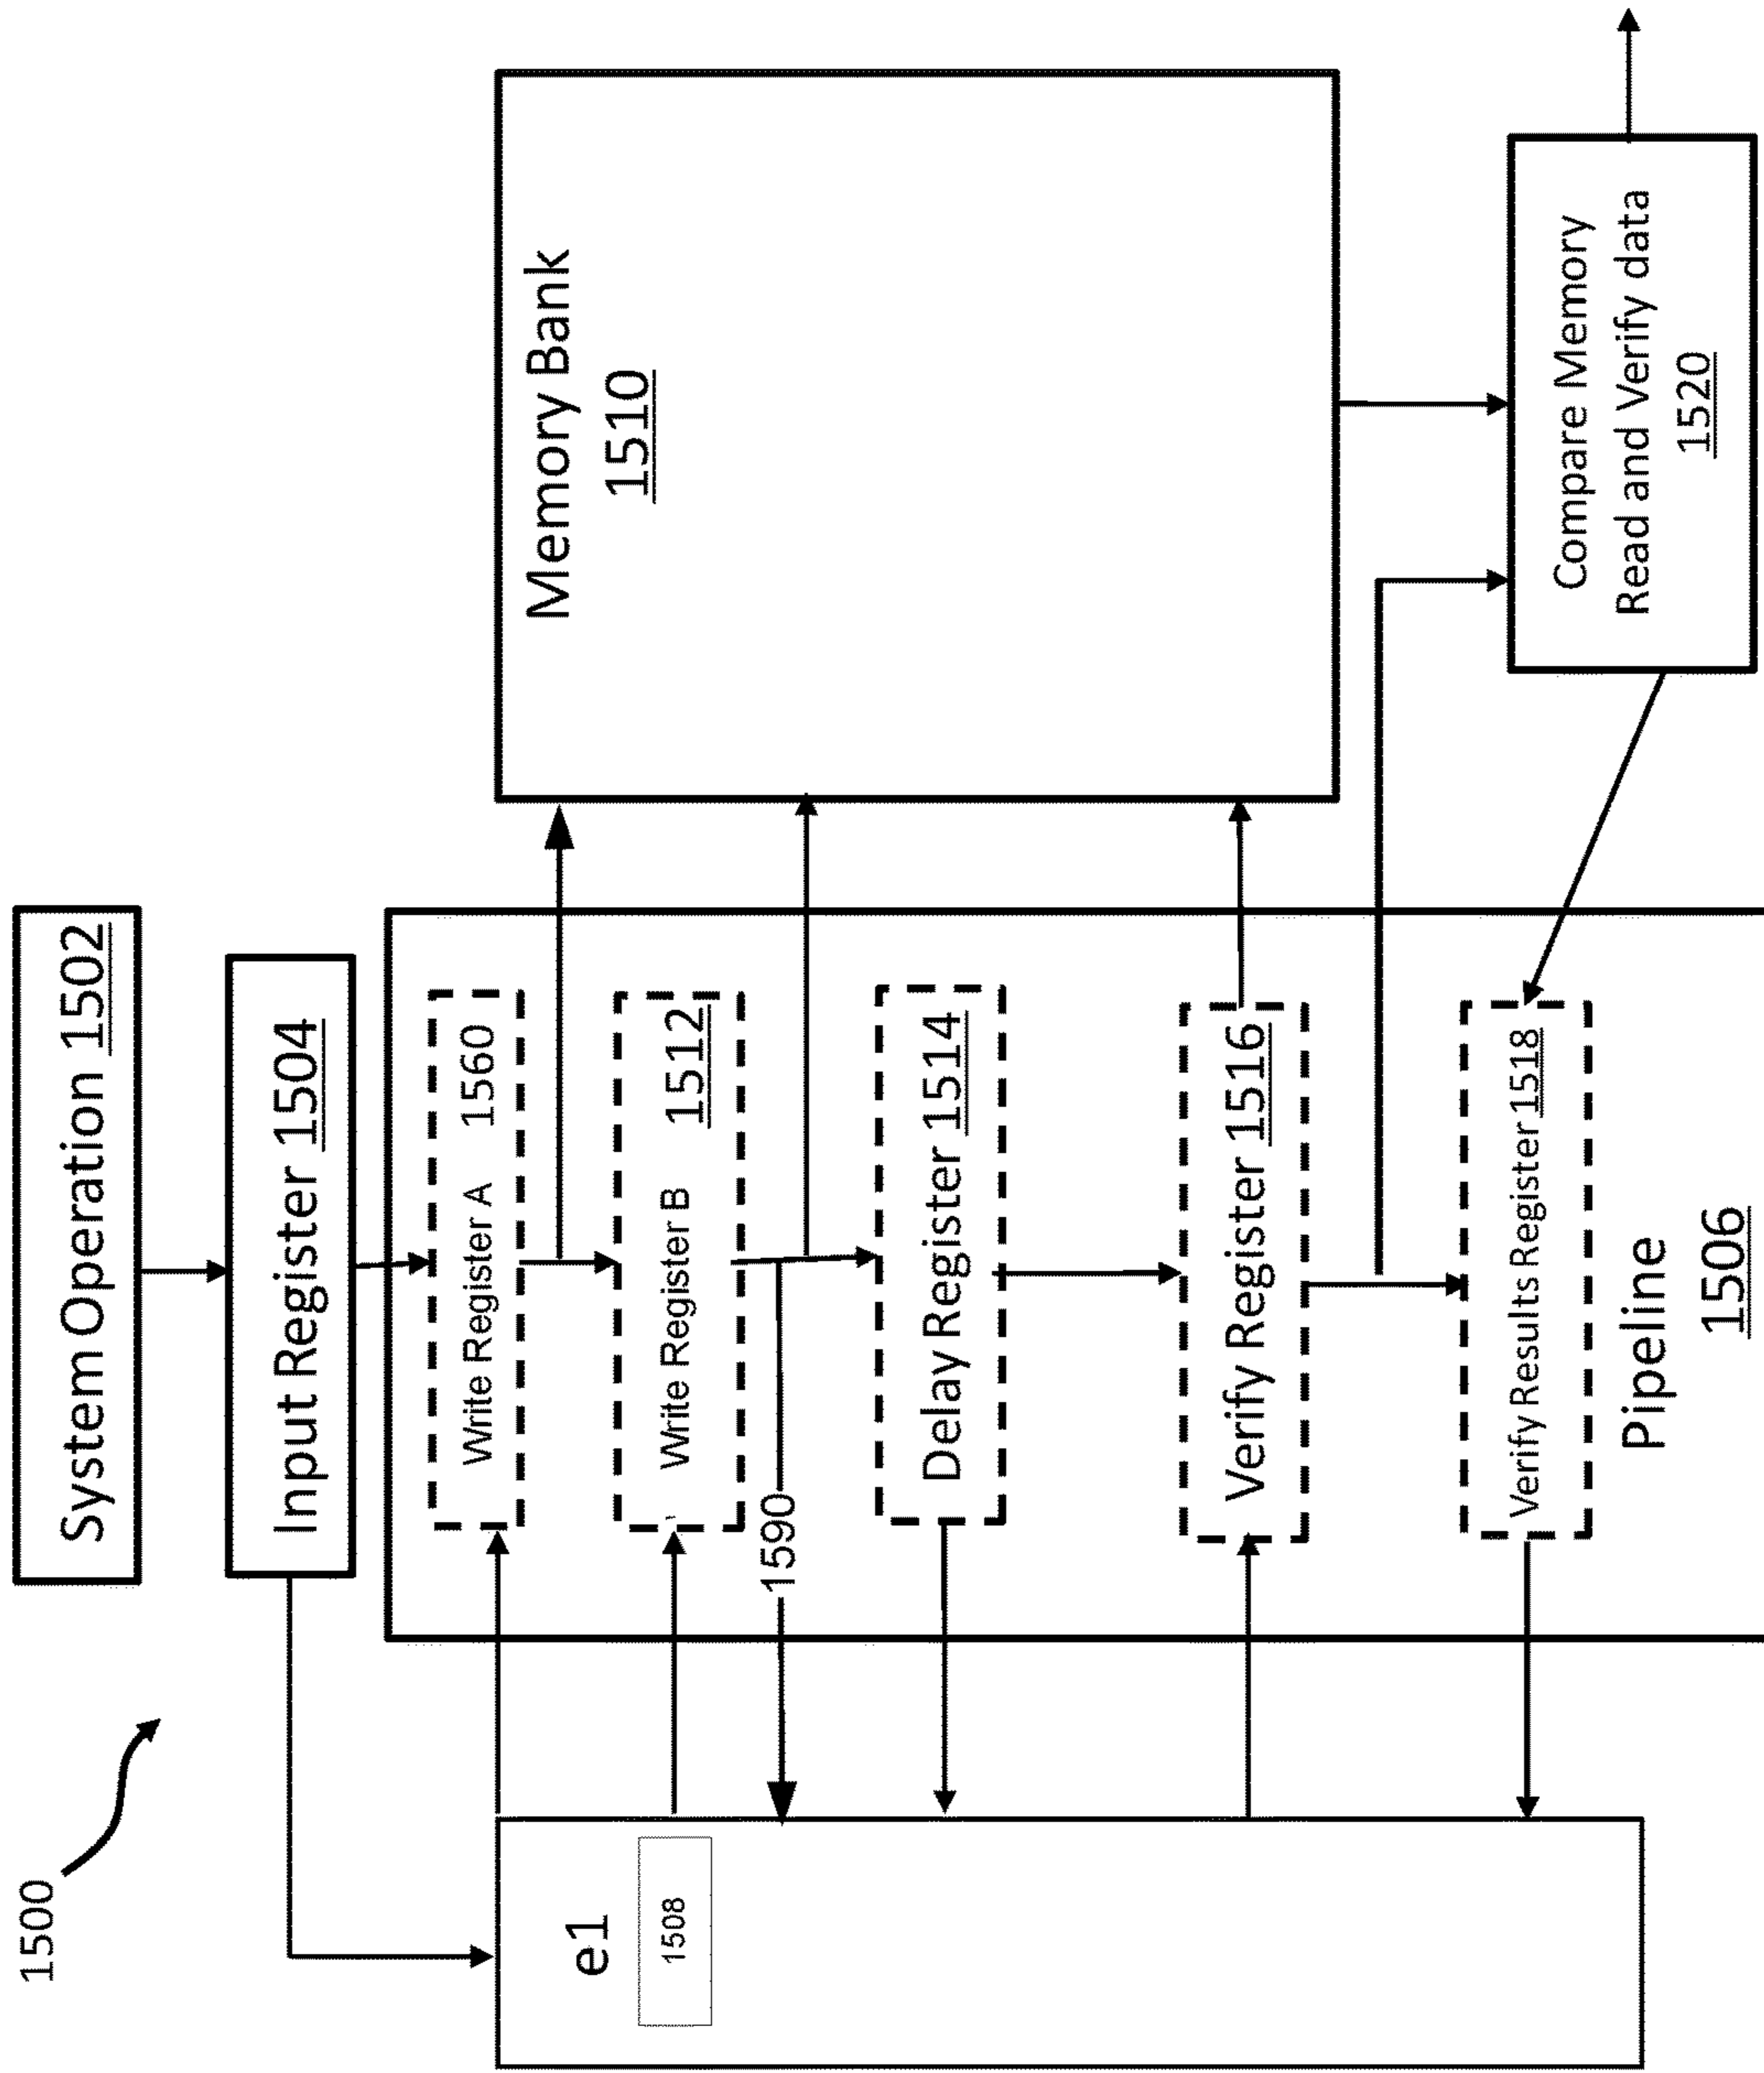 1500
System Operation 1502
Input Register 1504
e1
1508
Write Register A 1560
Write Register B 1512
1590
Delay Register 1514
Verify Register 1516
Verify Results Register 1518
Pipeline
1506
Memory Bank
1510
Compare Memory
Read and Verify data
1520